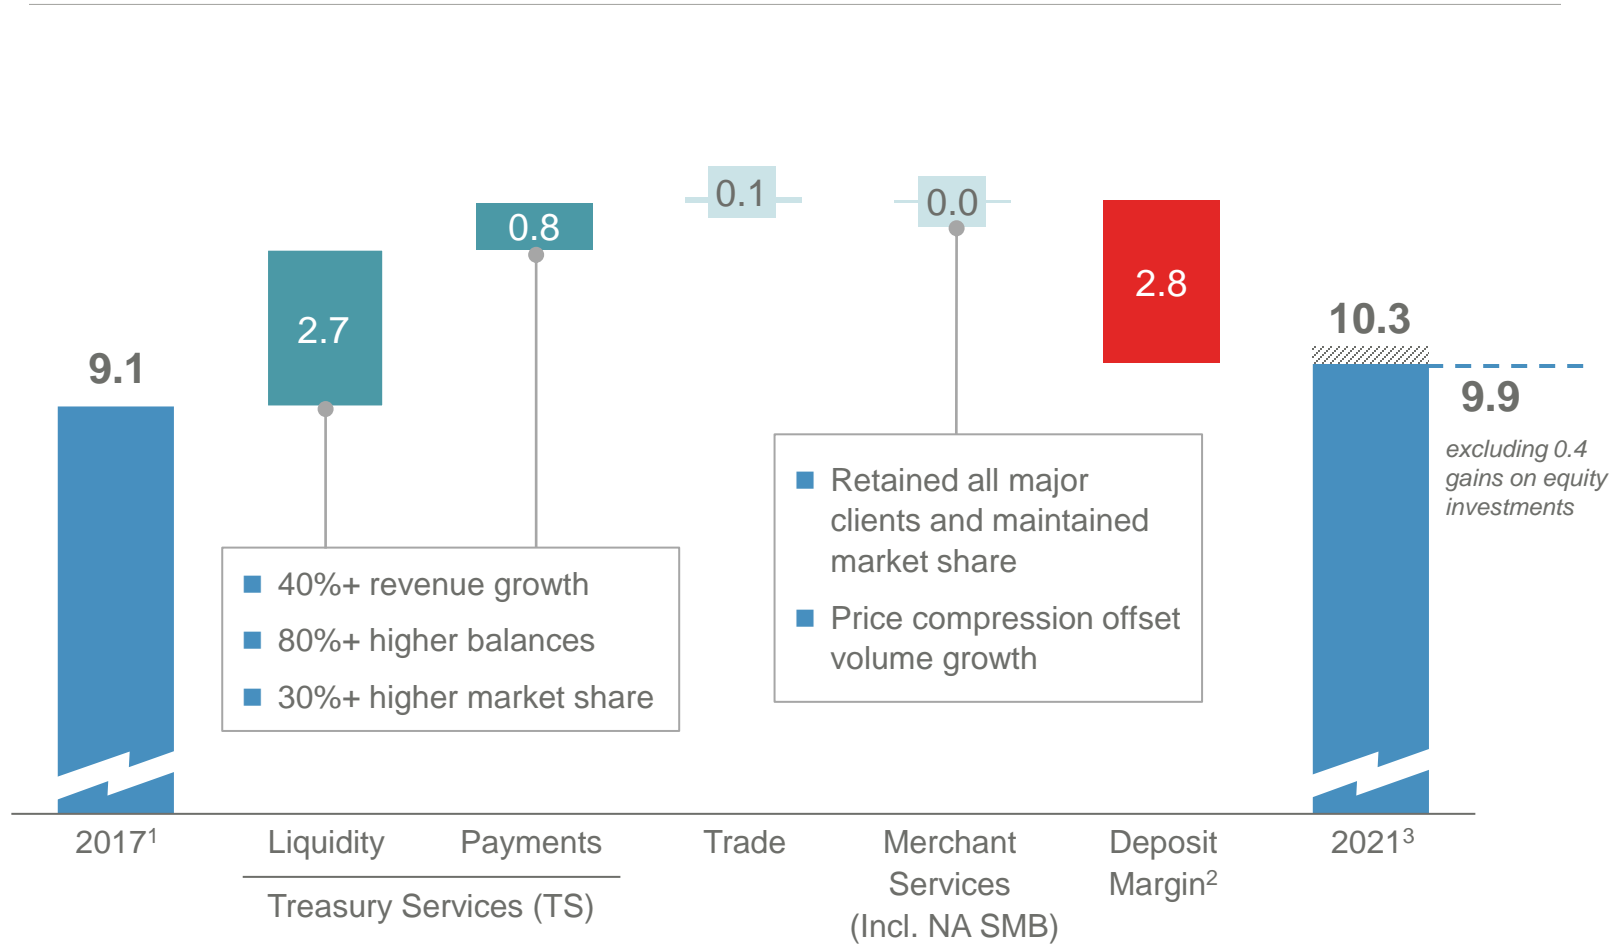 0.1
0.0
0.8
2.8
2.7
10.3
9.1
9.9
excluding 0.4
gains on equity
investments
Retained all major
clients and maintained
market share
Price compression offset
volume growth
40%+ revenue growth
80%+ higher balances
30%+ higher market share
2017¹
Liquidity
Payments
Trade
Merchant
Services
(Incl. NA SMB)
Deposit
Margin²
2021³
Treasury Services (TS)